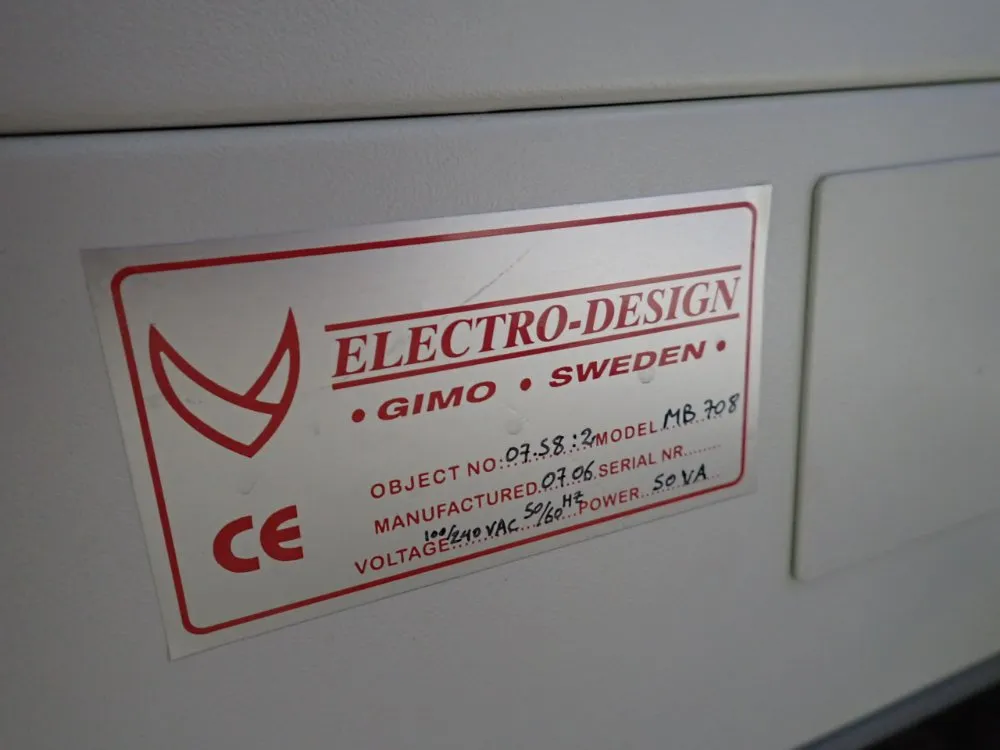 ELECTRO-DESIGN
• GIMO • SWEDEN •
OBJECT NO: 07.58:2 MODEL MB 708
MANUFACTURED 07 06 SERIAL NR.......
VOLTAGE 100/240 VAC 50/60 HZ POWER 50 VA
CE